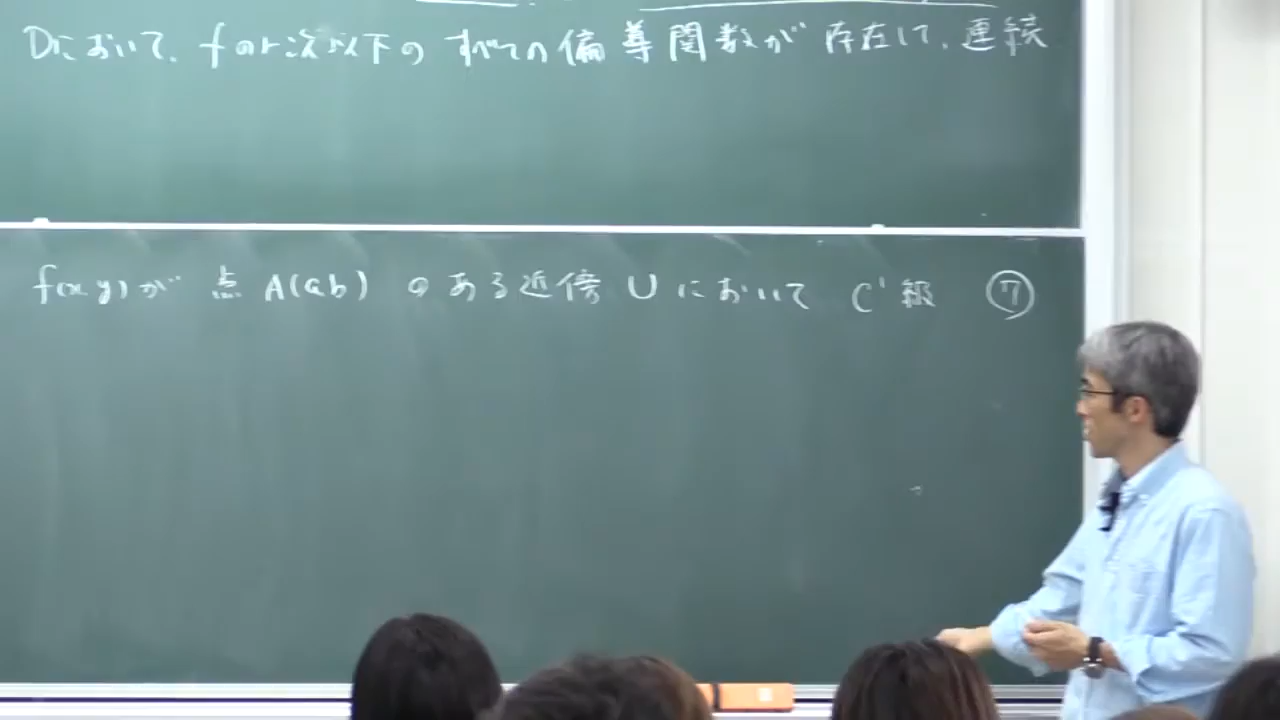 Dにおいて、fのr次以下の すべての偏導関数が 存在して、連続
f(x,y)が 点 A(a,b) のある近傍 U において C¹級 ⑦